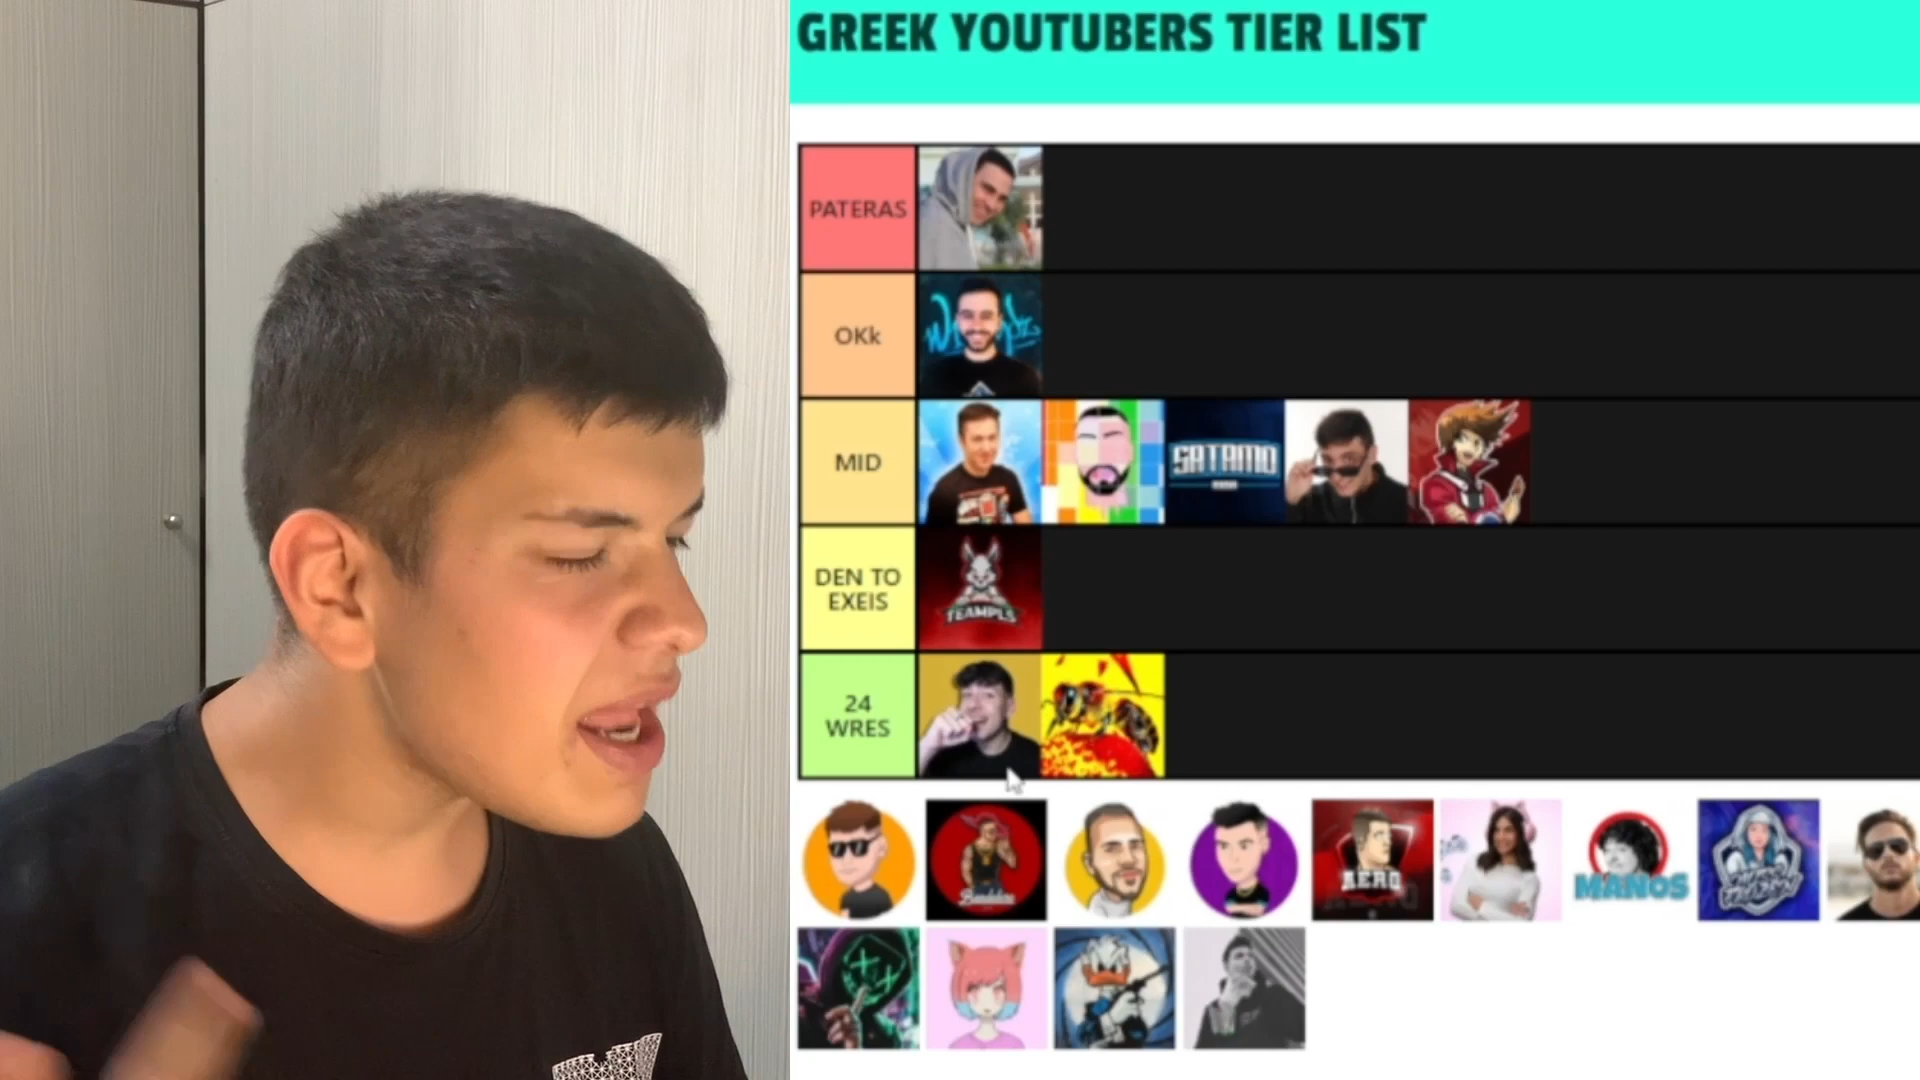 GREEK YOUTUBERS TIER LIST
PATERAS
OKk
MID
SATAMO
DEN TO
EXEIS
TEAMPLS
24
WRES
AERO
MANOS